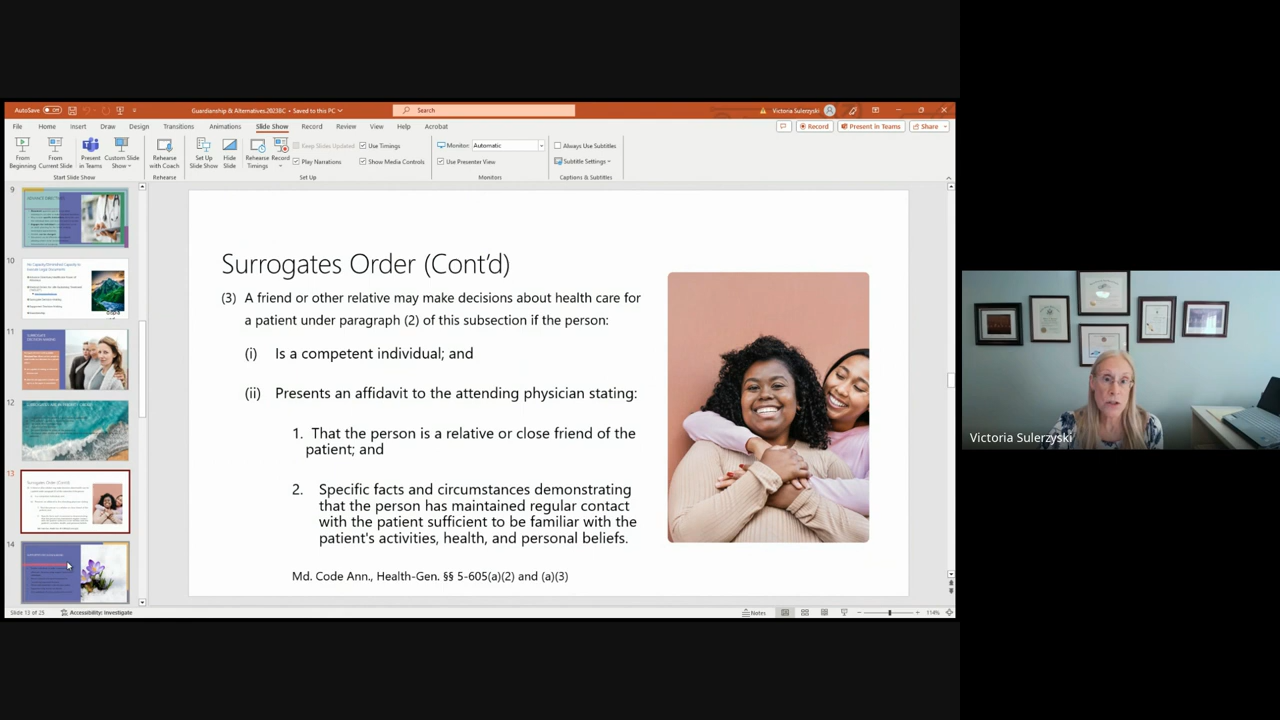 AutoSave Off
Guardianship & Alternatives.2023BC • Saved to this PC
Search
Victoria Sulerzyski
File Home Insert Draw Design Transitions Animations Slide Show Record Review View Help Acrobat
Record Present in Teams Share
From Beginning
From Current Slide
Present in Teams
Custom Slide Show
Rehearse with Coach
Set Up Slide Show
Hide Slide
Rehearse Timings
Record
Keep Slides Updated
Play Narrations
Use Timings
Show Media Controls
Monitor: Automatic
Use Presenter View
Always Use Subtitles
Subtitle Settings
Start Slide Show
Rehearse
Set Up
Monitors
Captions & Subtitles
9
10
11
12
13
14
Surrogates Order (Cont'd)
(3) A friend or other relative may make decisions about health care for
a patient under paragraph (2) of this subsection if the person:
(i) Is a competent individual; and
(ii) Presents an affidavit to the attending physician stating:
1. That the person is a relative or close friend of the
patient; and
2. Specific facts and circumstances demonstrating
that the person has maintained regular contact
with the patient sufficient to be familiar with the
patient's activities, health, and personal beliefs.
Md. Code Ann., Health-Gen. §§ 5-605(a)(2) and (a)(3)
Slide 13 of 25
Accessibility: Investigate
Notes
114%
Victoria Sulerzyski